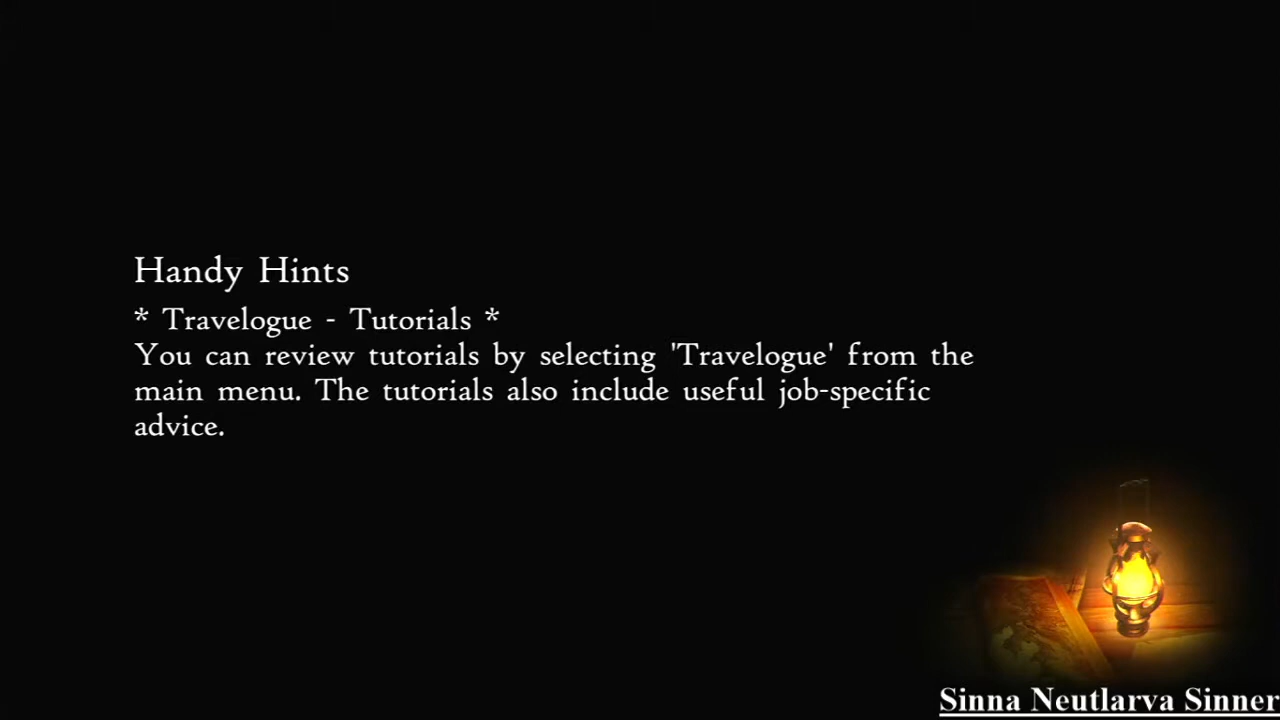 Handy Hints
* Travelogue - Tutorials *
You can review tutorials by selecting 'Travelogue' from the
main menu. The tutorials also include useful job-specific
advice.
Sinna Neutlarva Sinner